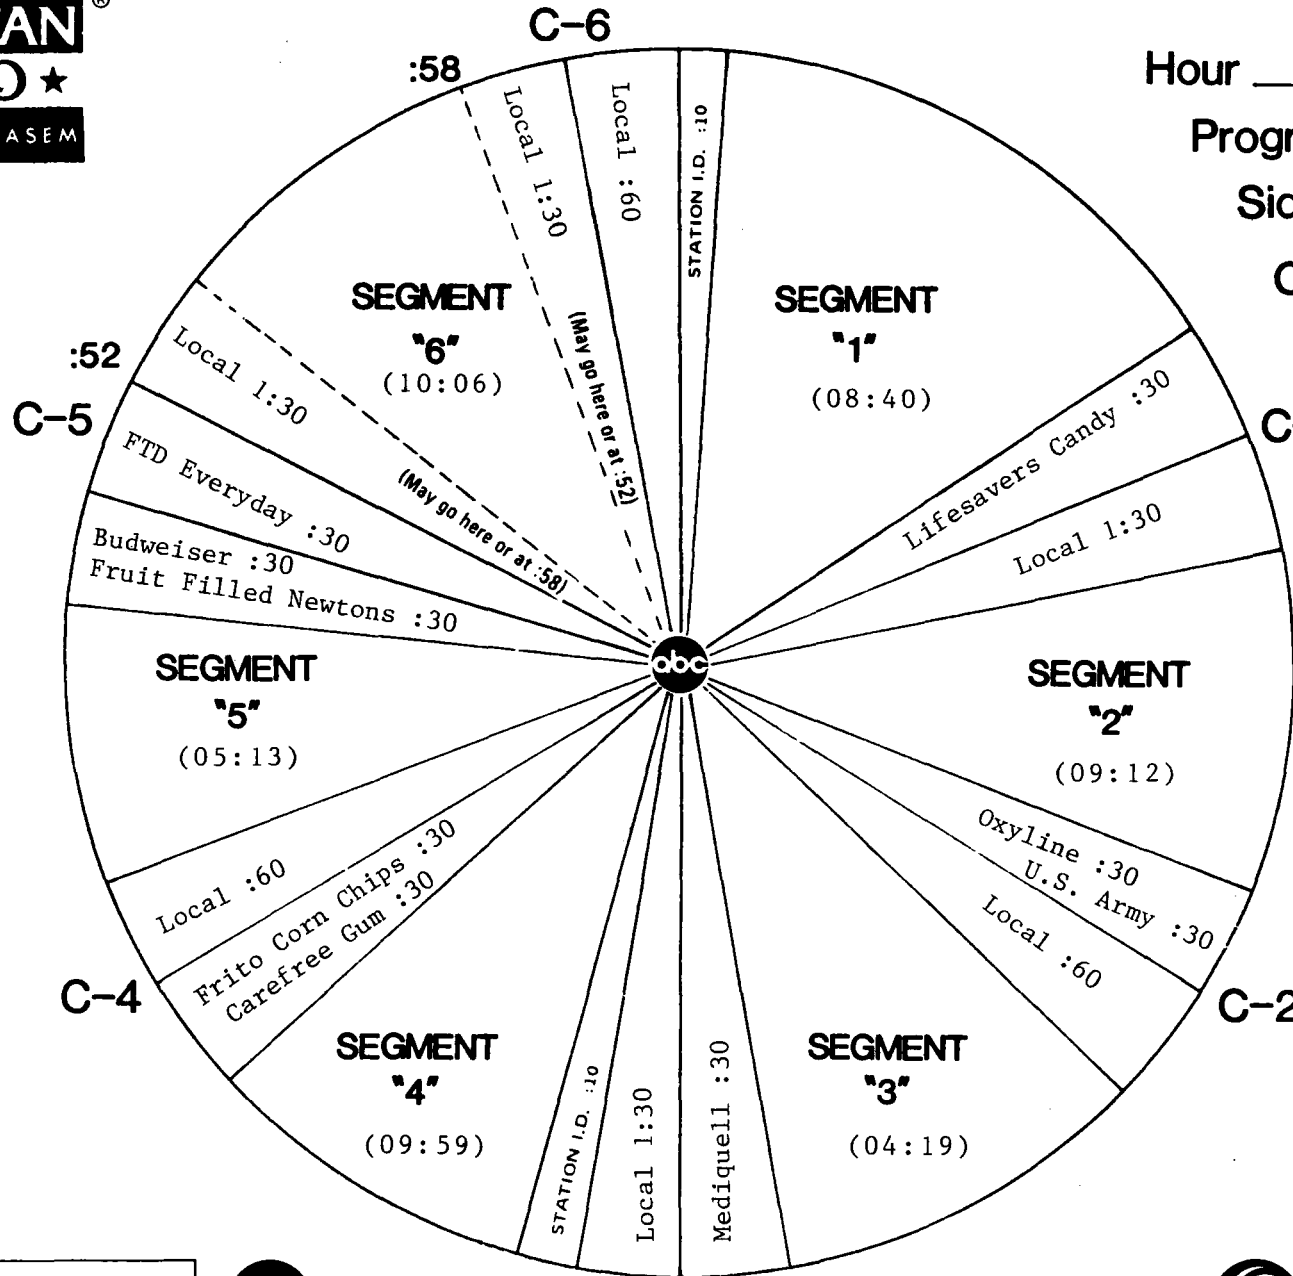 ASEM
®
C-6
:58
Hour
Local 1:30
(May go here or at :52)
Local :60
STATION I.D. :10
SEGMENT
"1"
(08:40)
Lifesavers Candy :30
Local 1:30
SEGMENT
"2"
(09:12)
Oxyline :30
U.S. Army :30
Local :60
C-2
SEGMENT
"3"
(04:19)
Mediquell :30
Local 1:30
STATION I.D. :10
SEGMENT
"4"
(09:59)
Frito Corn Chips :30
Carefree Gum :30
C-4
Local :60
SEGMENT
"5"
(05:13)
Budweiser :30
Fruit Filled Newtons :30
FTD Everyday :30
C-5
:52
Local 1:30
(May go here or at :58)
SEGMENT
"6"
(10:06)
abc